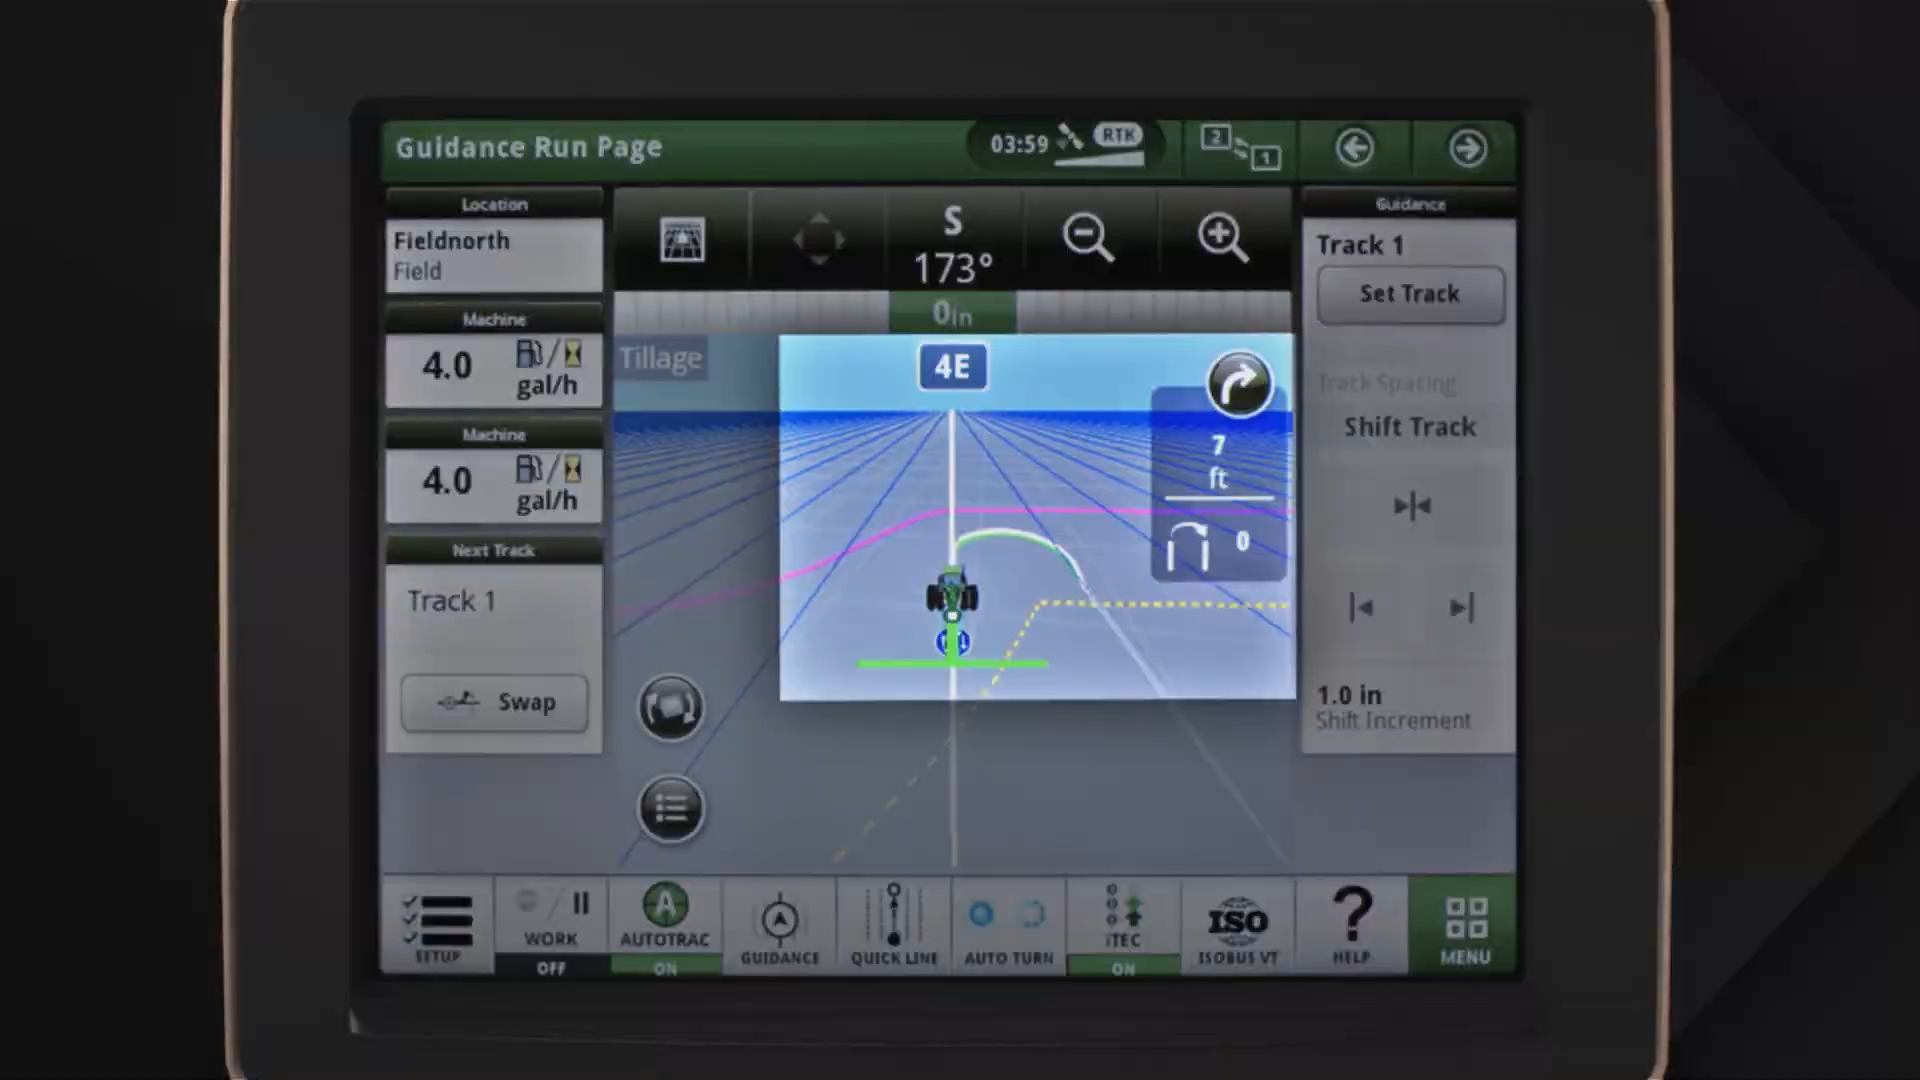 Guidance Run Page
03:59
RTK
2
1
Location
Fieldnorth
Field
Machine
4.0
gal/h
Machine
4.0
gal/h
Next Track
Track 1
Swap
S
173°
0in
Tillage
4E
7
ft
0
Guidance
Track 1
Set Track
Track Spacing
Shift Track
1.0 in
Shift Increment
SETUP
WORK
OFF
A
AUTOTRAC
ON
GUIDANCE
QUICK LINE
AUTO TURN
iTEC
ON
ISO
ISOBUS VT
?
HELP
MENU